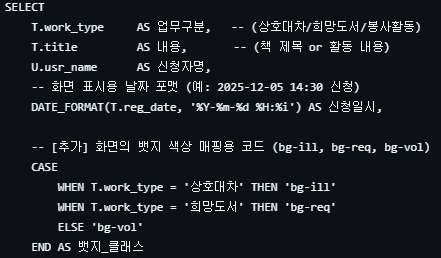 SELECT
    T.work_type     AS 업무구분,   -- (상호대차/희망도서/봉사활동)
    T.title         AS 내용,       -- (책 제목 or 활동 내용)
    U.usr_name      AS 신청자명,
    -- 화면 표시용 날짜 포맷 (예: 2025-12-05 14:30 신청)
    DATE_FORMAT(T.reg_date, '%Y-%m-%d %H:%i') AS 신청일시,
    -- [추가] 화면의 뱃지 색상 매핑용 코드 (bg-ill, bg-req, bg-vol)
    CASE
        WHEN T.work_type = '상호대차' THEN 'bg-ill'
        WHEN T.work_type = '희망도서' THEN 'bg-req'
        ELSE 'bg-vol'
    END AS 뱃지_클래스